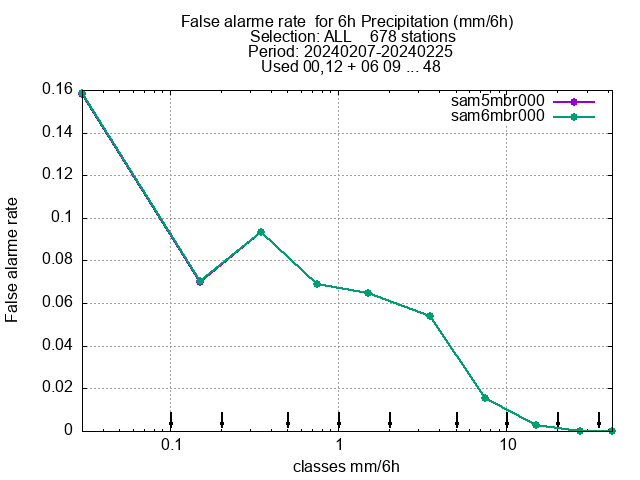 False alarme rate  for 6h Precipitation (mm/6h)
Selection: ALL    678 stations
Period: 20240207-20240225
Used 00,12 + 06 09 ... 48
sam5mbr000
sam6mbr000
0.16
0.14
0.12
0.1
0.08
0.06
0.04
0.02
0
False alarme rate
0.1
1
10
classes mm/6h